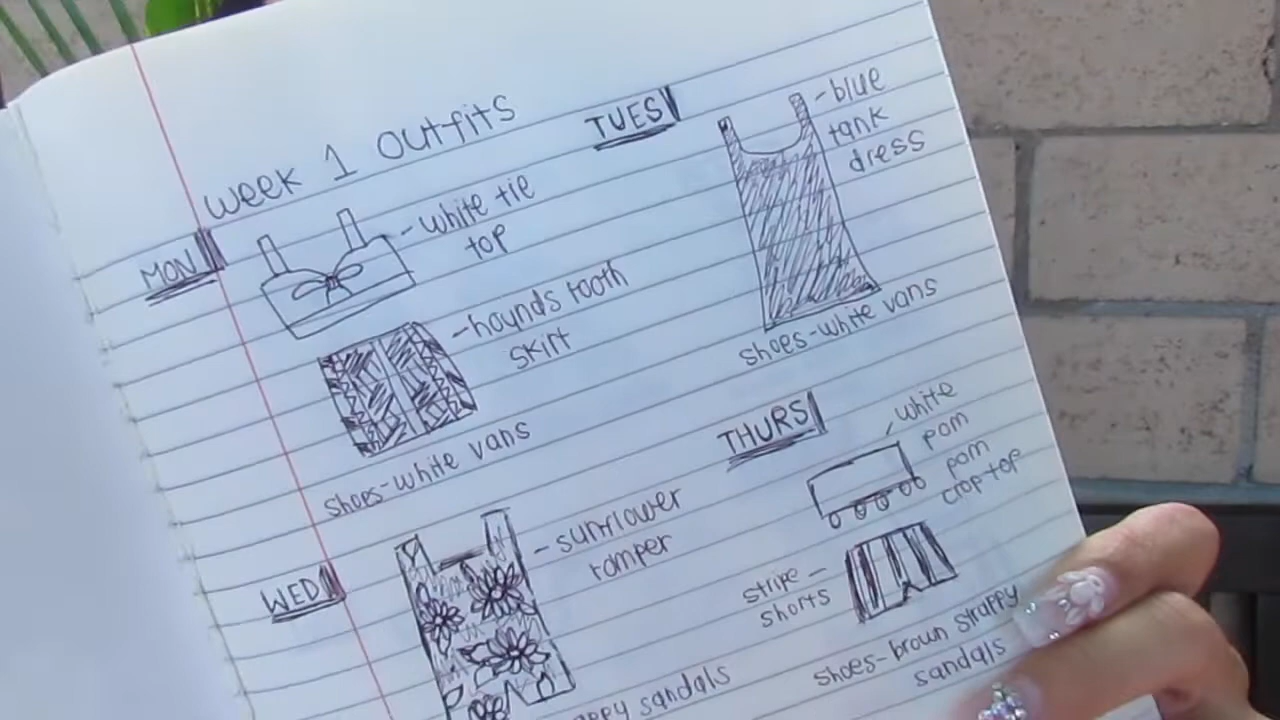 week 1 outfits
MON
- white tie
top
- hounds tooth
skirt
shoes-white vans
TUES
- blue
tank
dress
shoes-white vans
WED
- sunflower
romper
sandals
THURS
white
pom
pom
crop top
stripe -
shorts
shoes-brown strappy
sandals